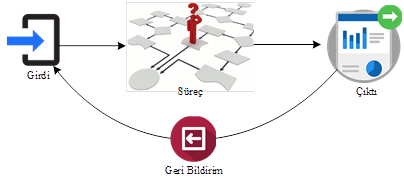 Girdi
Süreç
Çıktı
Geri Bildirim